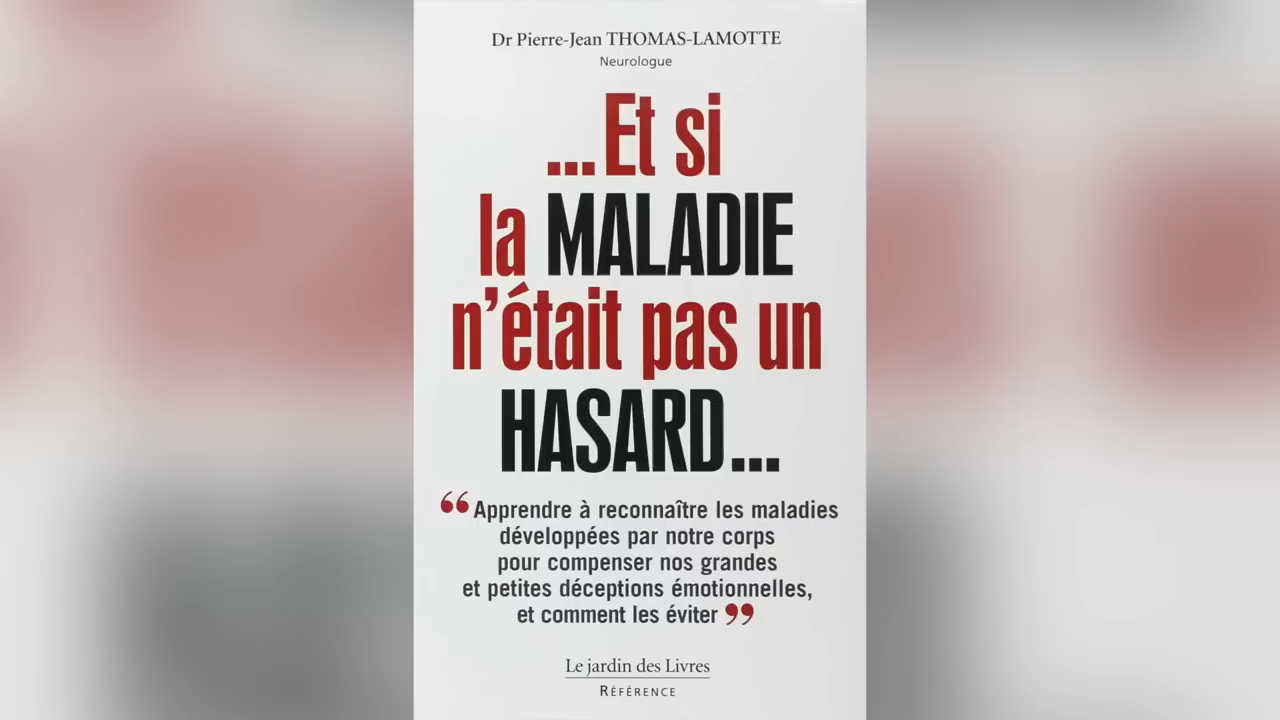 Dr Pierre-Jean THOMAS-LAMOTTE
Neurologue
...Et si
la MALADIE
n’était pas un
HASARD...
“Apprendre à reconnaître les maladies
développées par notre corps
pour compenser nos grandes
et petites déceptions émotionnelles,
et comment les éviter”
Le jardin des Livres
RÉFÉRENCE